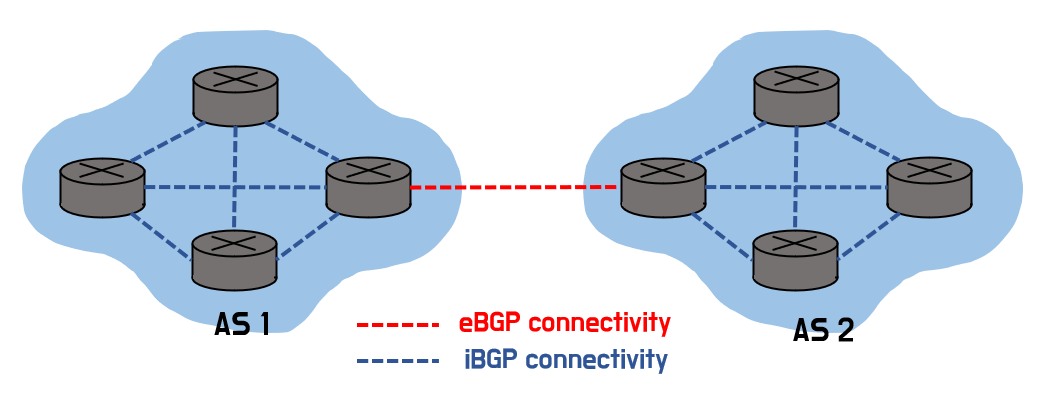 AS 1
AS 2
eBGP connectivity
iBGP connectivity